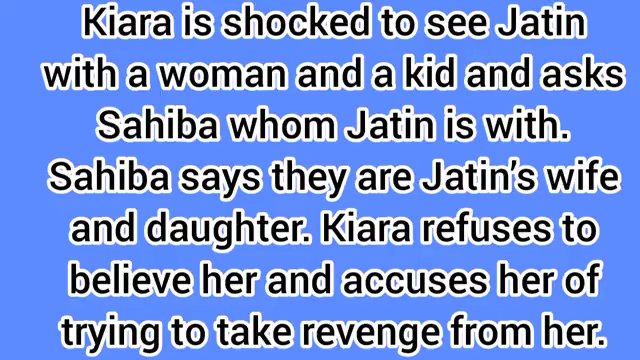 Kiara is shocked to see Jatin
with a woman and a kid and asks
Sahiba whom Jatin is with.
Sahiba says they are Jatin’s wife
and daughter. Kiara refuses to
believe her and accuses her of
trying to take revenge from her.